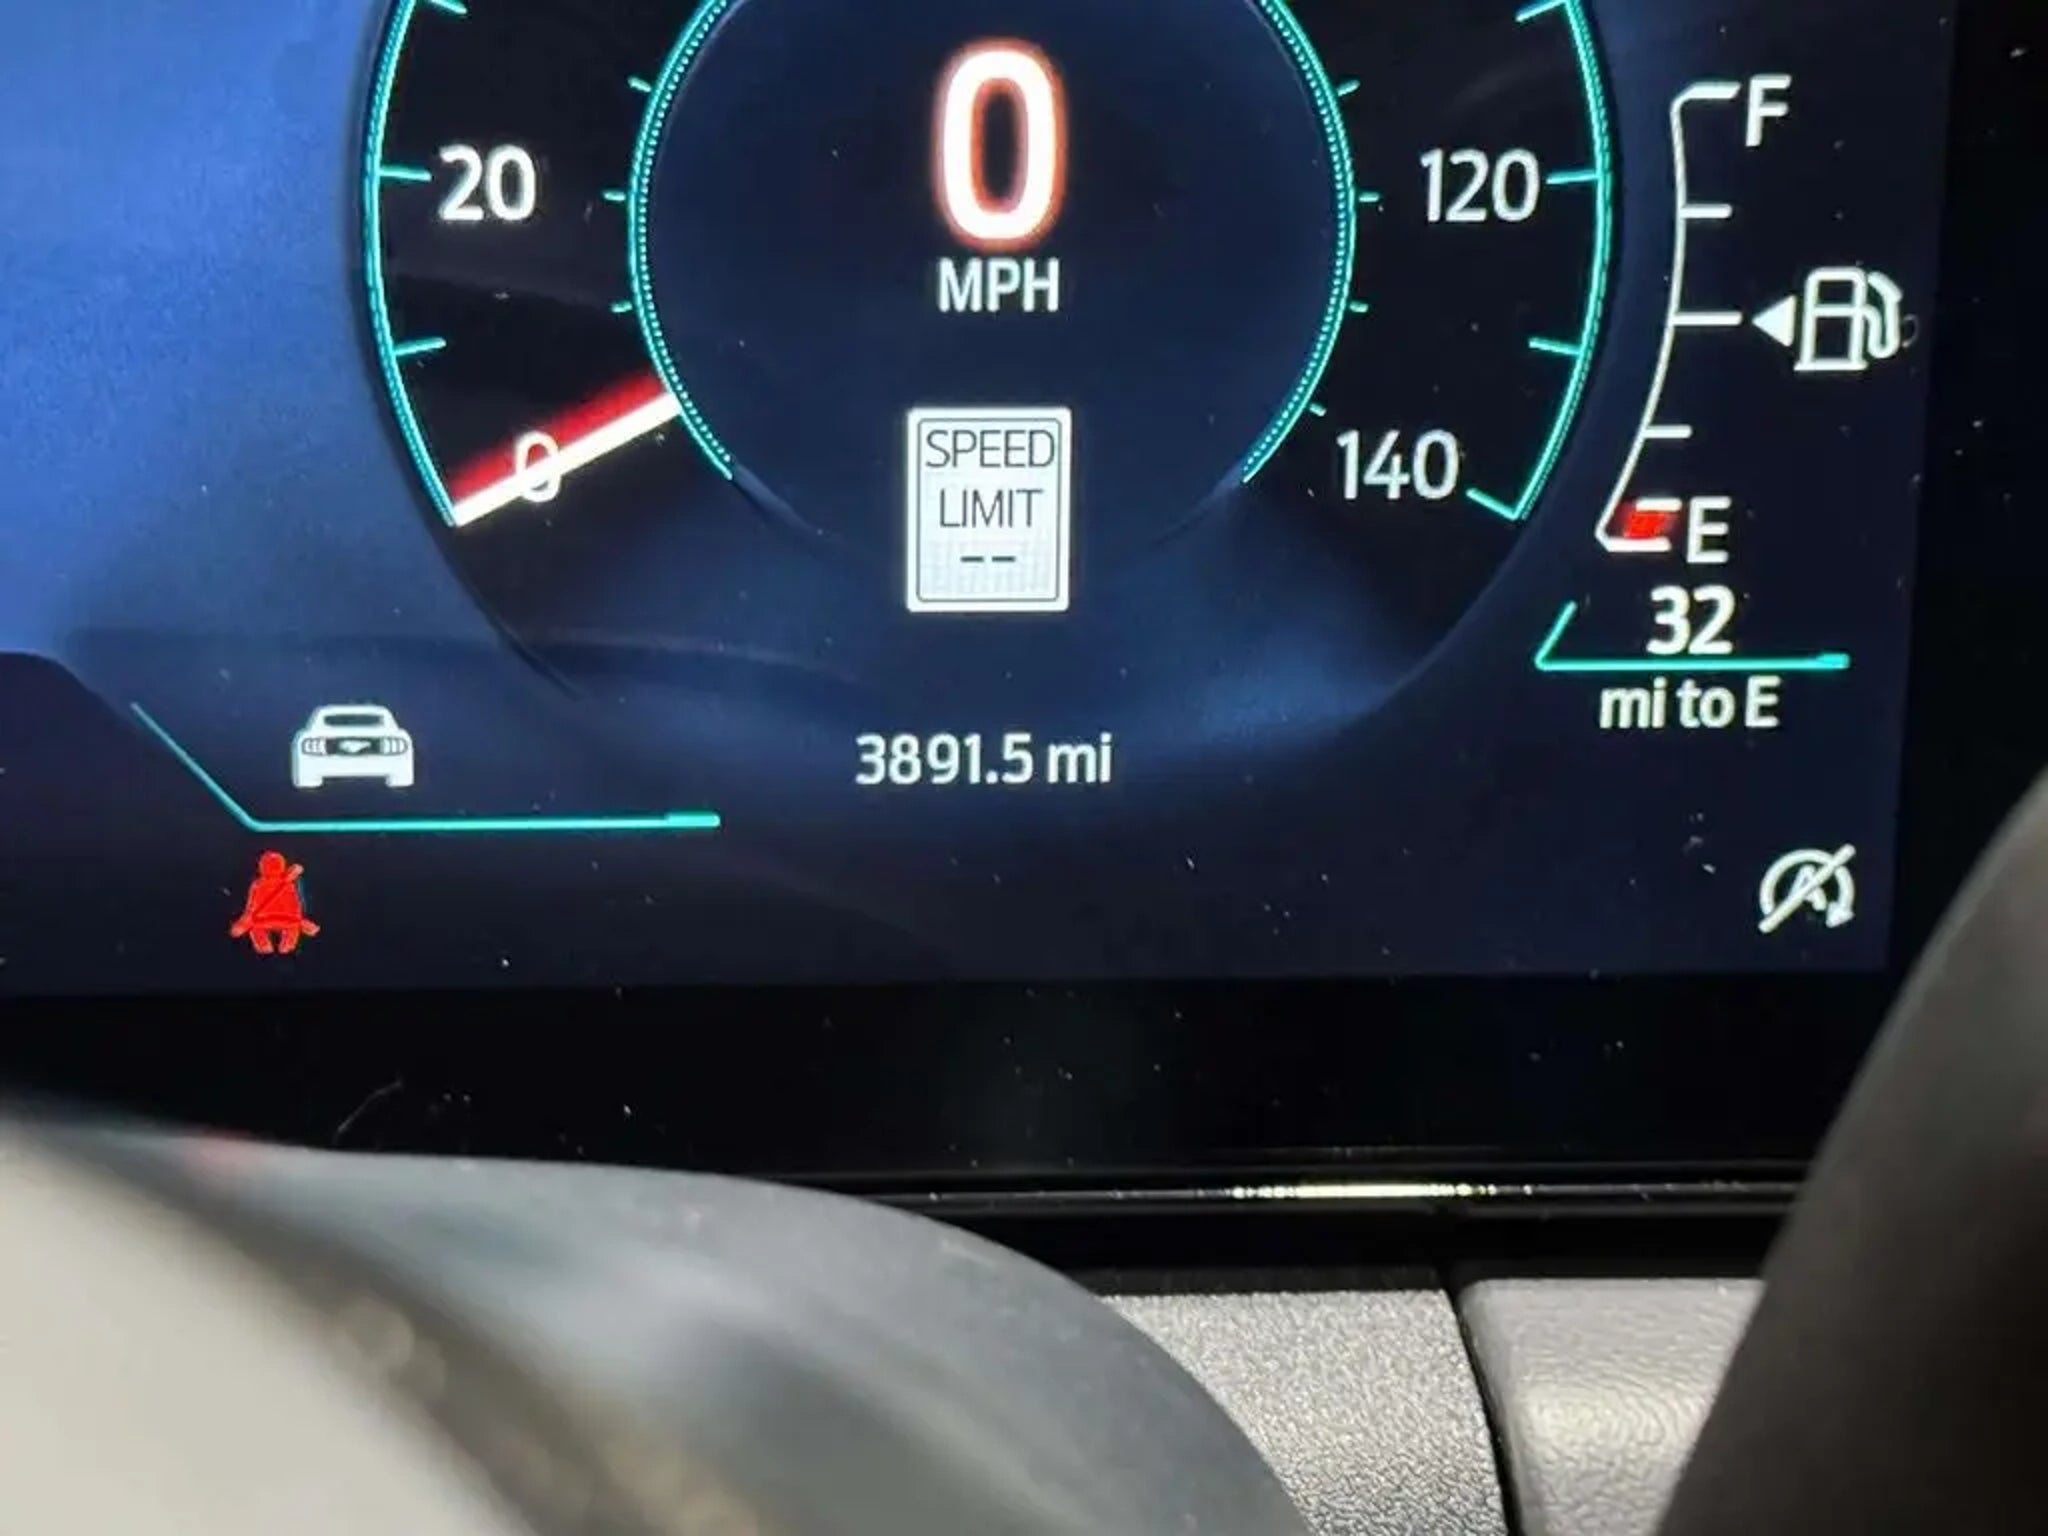 0
MPH
20
120
0
140
SPEED
LIMIT
--
F
E
32
mi to E
3891.5 mi
A